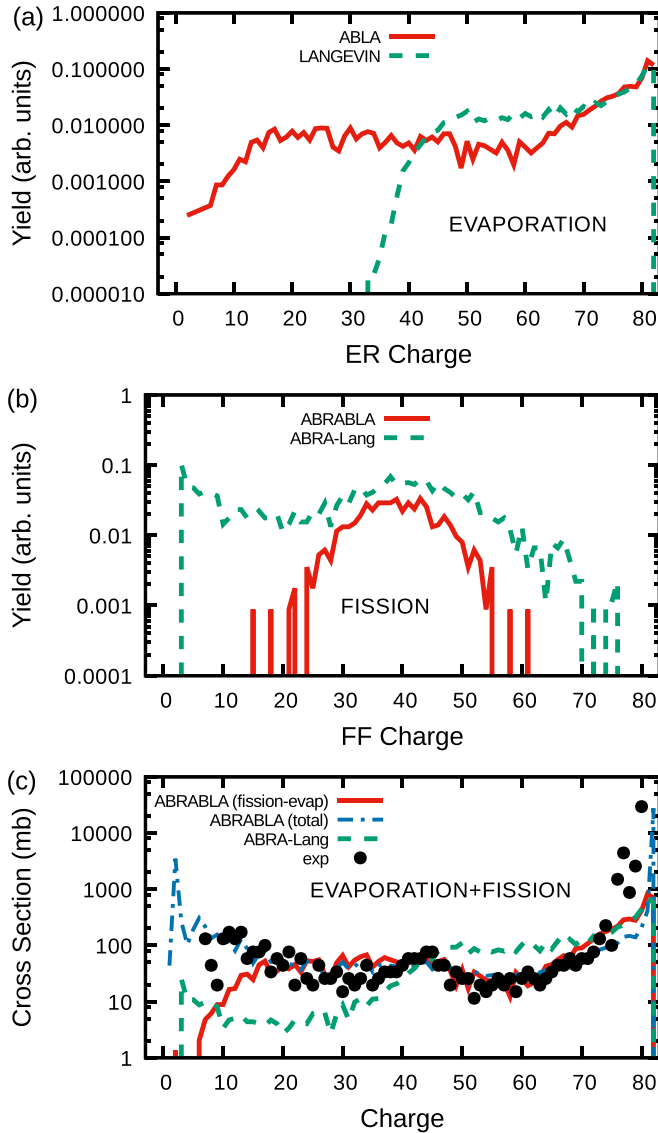 (a)
1.000000
0.100000
0.010000
0.001000
0.000100
0.000010
Yield (arb. units)
ABLA
LANGEVIN
EVAPORATION
0 10 20 30 40 50 60 70 80
ER Charge
(b)
1
0.1
0.01
0.001
0.0001
Yield (arb. units)
ABRABLA
ABRA-Lang
FISSION
0 10 20 30 40 50 60 70 80
FF Charge
(c)
100000
10000
1000
100
10
1
Cross Section (mb)
ABRABLA (fission-evap)
ABRABLA (total)
ABRA-Lang
exp
EVAPORATION+FISSION
0 10 20 30 40 50 60 70 80
Charge